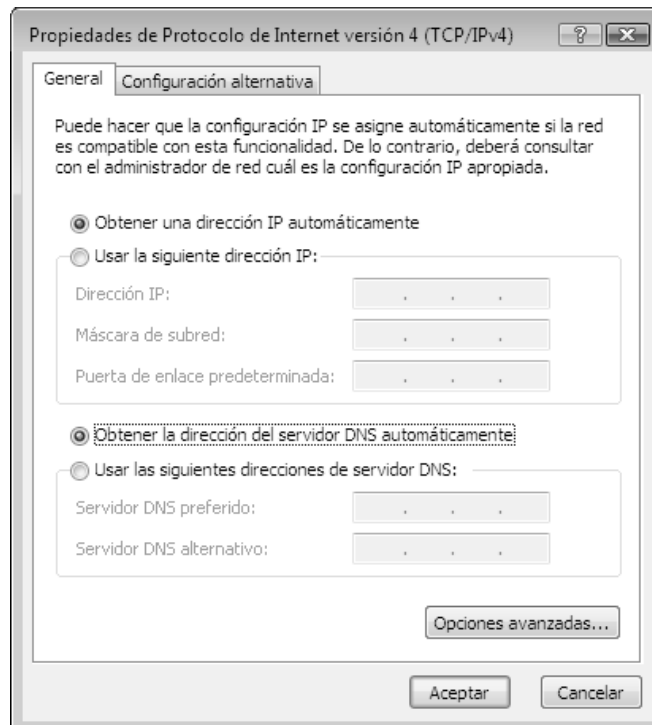 Propiedades de Protocolo de Internet versión 4 (TCP/IPv4)
General
Configuración alternativa
Puede hacer que la configuración IP se asigne automáticamente si la red
es compatible con esta funcionalidad. De lo contrario, deberá consultar
con el administrador de red cuál es la configuración IP apropiada.
Obtener una dirección IP automáticamente
Usar la siguiente dirección IP:
Dirección IP:
Máscara de subred:
Puerta de enlace predeterminada:
Obtener la dirección del servidor DNS automáticamente
Usar las siguientes direcciones de servidor DNS:
Servidor DNS preferido:
Servidor DNS alternativo:
Opciones avanzadas...
Aceptar
Cancelar